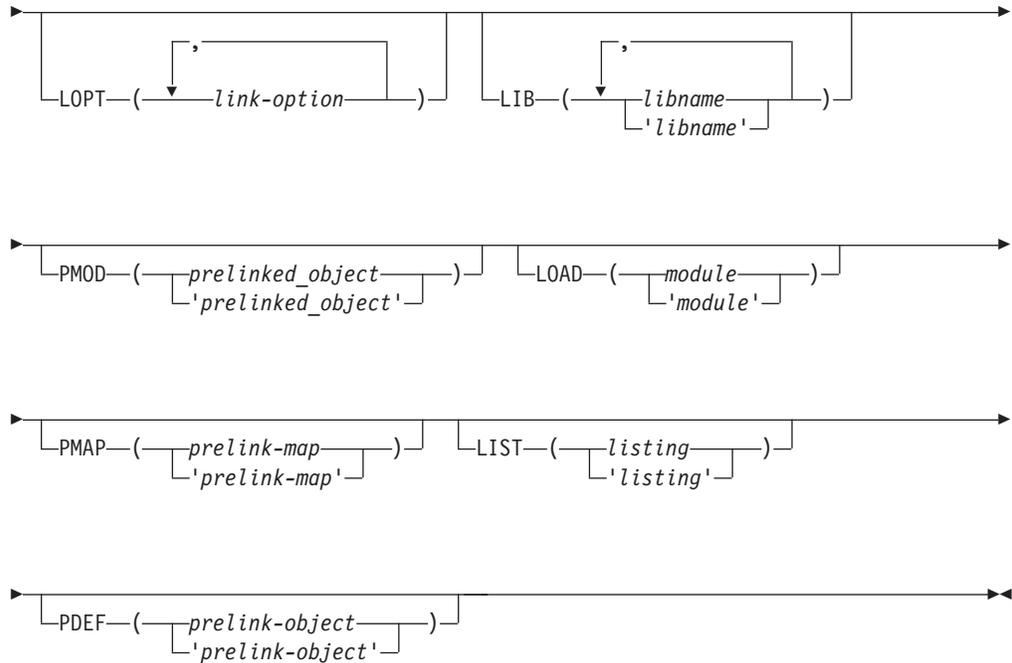 , ,
LOPT ( link-option ) LIB ( libname )
'libname'
PMOD ( prelinked_object ) LOAD ( module )
'prelinked_object' 'module'
PMAP ( prelink-map ) LIST ( listing )
'prelink-map' 'listing'
PDEF ( prelink-object )
'prelink-object'